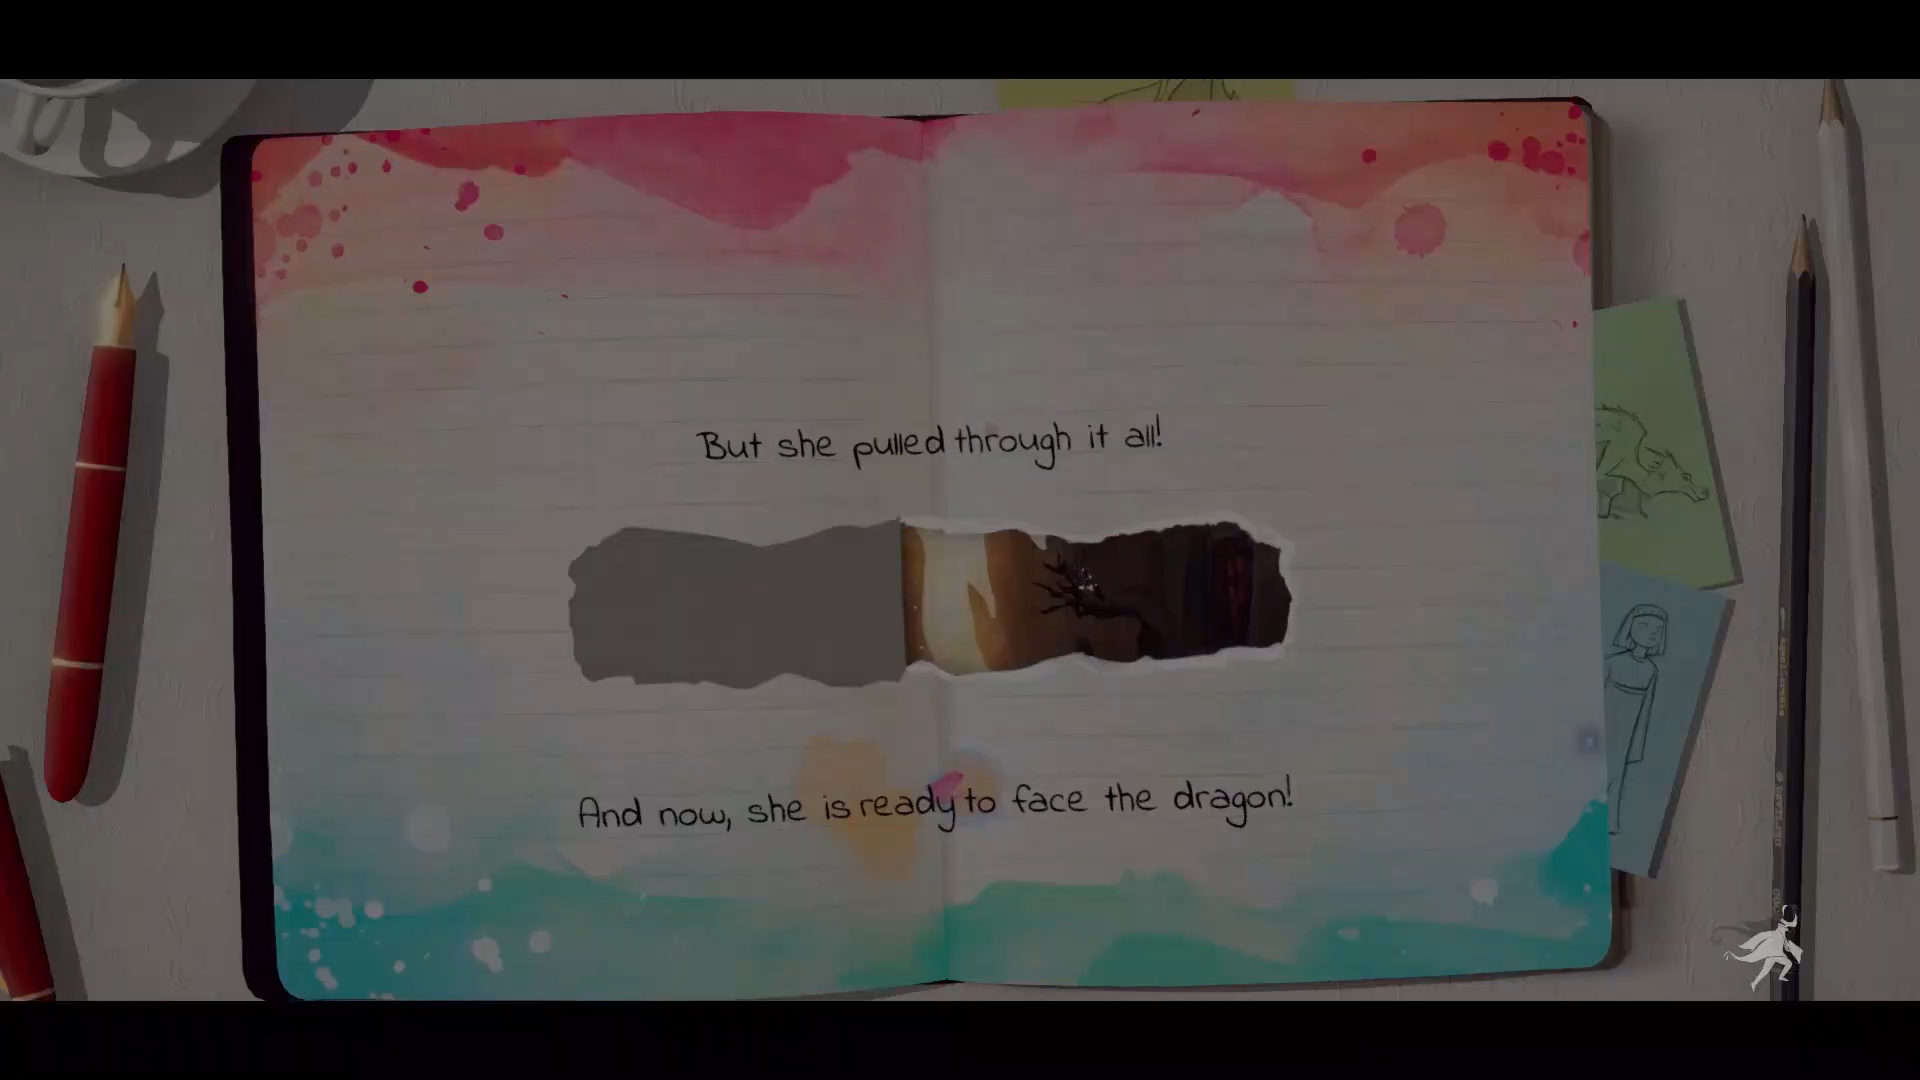 But she pulled through it all!
And now, she is ready to face the dragon!